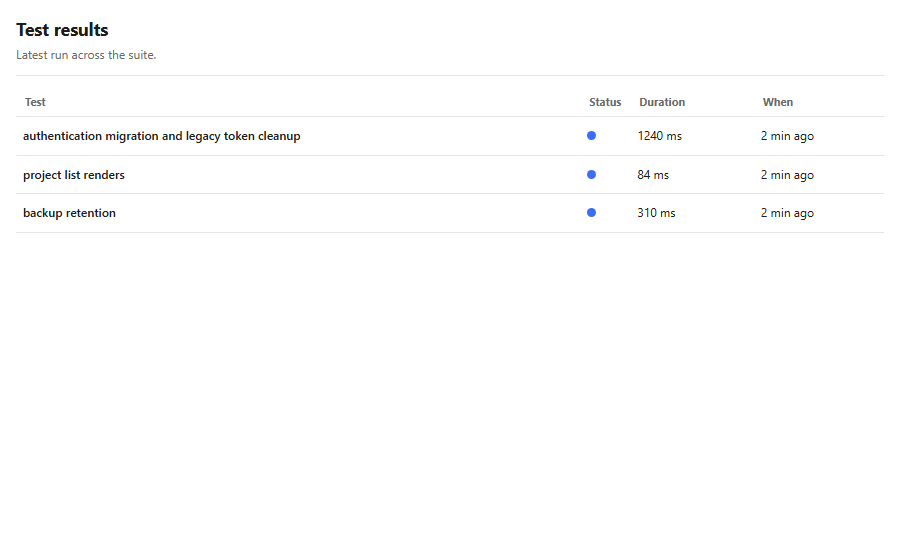 Test results
Latest run across the suite.
Test Status Duration When
authentication migration and legacy token cleanup 1240 ms 2 min ago
project list renders 84 ms 2 min ago
backup retention 310 ms 2 min ago